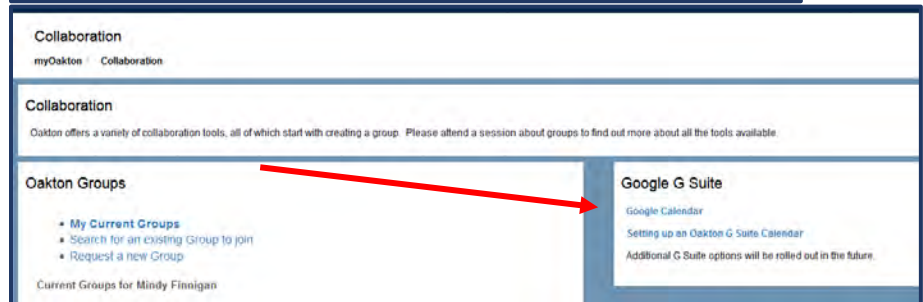 Collaboration
myOakton Collaboration
Collaboration
Oakton offers a variety of collaboration tools, all of which start with creating a group. Please attend a session about groups to find out more about all the tools available.
Oakton Groups
• My Current Groups
• Search for an existing Group to join
• Request a new Group
Current Groups for Mindy Finnigan
Google G Suite
Google Calendar
Setting up an Oakton G Suite Calendar
Additional G Suite options will be rolled out in the future.